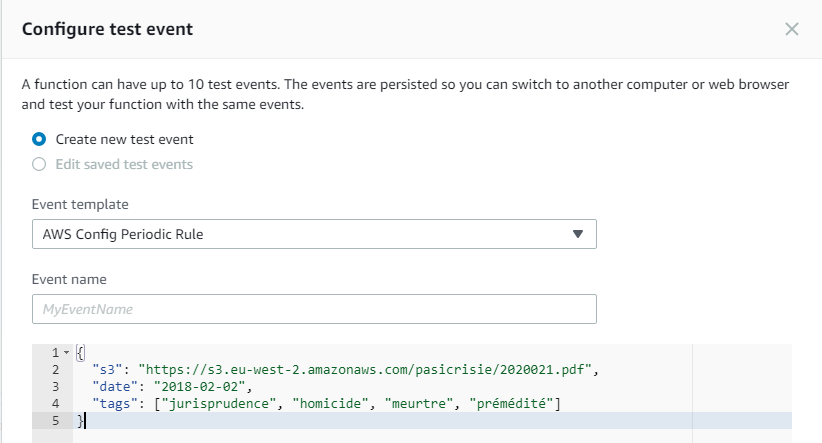 Configure test event
A function can have up to 10 test events. The events are persisted so you can switch to another computer or web browser
and test your function with the same events.
Create new test event
Edit saved test events
Event template
AWS Config Periodic Rule
Event name
MyEventName
1 {
2 "s3": "https://s3.eu-west-2.amazonaws.com/pasicrisie/2020021.pdf",
3 "date": "2018-02-02",
4 "tags": ["jurisprudence", "homicide", "meurtre", "prémédité"]
5 }